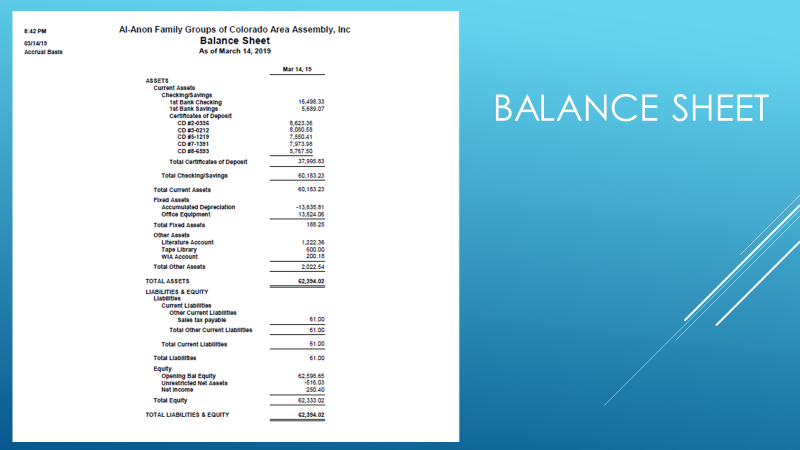 8:42 PM
03/14/19
Accrual Basis
Al-Anon Family Groups of Colorado Area Assembly, Inc
Balance Sheet
As of March 14, 2019
Mar 14, 19
ASSETS
Current Assets
Checking/Savings
1st Bank Checking 16,498.33
1st Bank Savings 5,689.07
Certificates of Deposit
CD #2-0336 8,623.36
CD #3-0212 8,080.58
CD #5-1219 7,550.41
CD #7-1391 7,973.98
CD #8-6593 5,767.50
Total Certificates of Deposit 37,995.83
Total Checking/Savings 60,183.23
Total Current Assets 60,183.23
Fixed Assets
Accumulated Depreciation -13,635.81
Office Equipment 13,824.06
Total Fixed Assets 188.25
Other Assets
Literature Account 1,222.36
Tape Library 600.00
WIA Account 200.18
Total Other Assets 2,022.54
TOTAL ASSETS 62,394.02
LIABILITIES & EQUITY
Liabilities
Current Liabilities
Other Current Liabilities
Sales tax payable 61.00
Total Other Current Liabilities 61.00
Total Current Liabilities 61.00
Total Liabilities 61.00
Equity
Opening Bal Equity 62,598.65
Unrestricted Net Assets -516.03
Net Income 250.40
Total Equity 62,333.02
TOTAL LIABILITIES & EQUITY 62,394.02
BALANCE SHEET